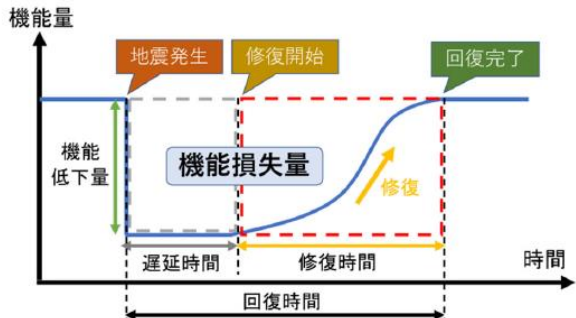 機能量
地震発生
修復開始
回復完了
機能
低下量
機能損失量
修復
遅延時間
修復時間
時間
回復時間